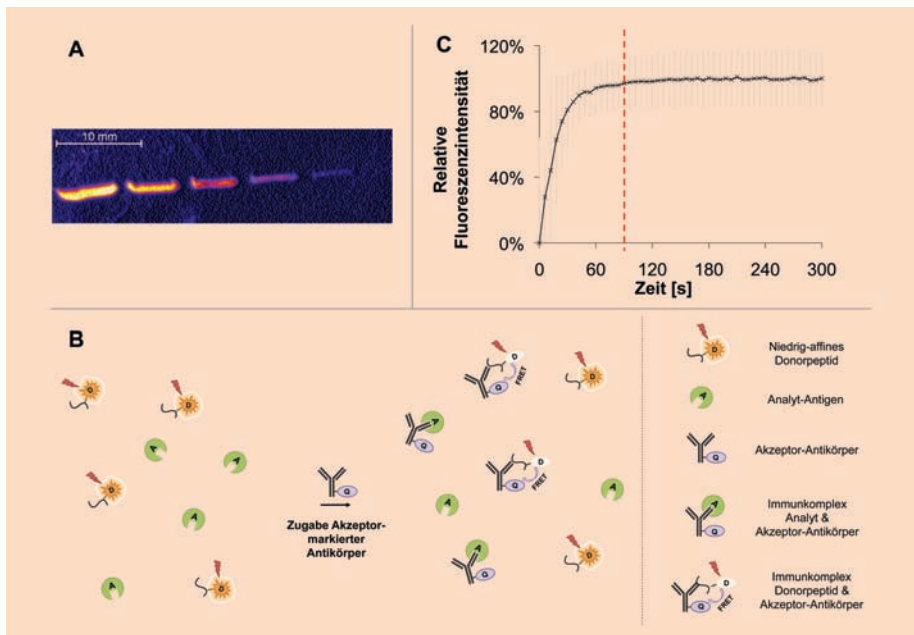 A
10 mm
C
120%
80%
40%
0%
Relative
Fluoreszenzintensität
0 60 120 180 240 300
Zeit [s]
B
D
D
D
D
A
A
A
A
Q
Zugabe Akzeptor-
markierter
Antikörper
D
Q
FRET
D
A
Q
D
Q
FRET
A
A
A
Q
D
D
Niedrig-affines
Donorpeptid
A
Analyt-Antigen
Q
Akzeptor-Antikörper
A
Q
Immunkomplex
Analyt &
Akzeptor-Antikörper
D
Q
FRET
Immunkomplex
Donorpeptid &
Akzeptor-Antikörper